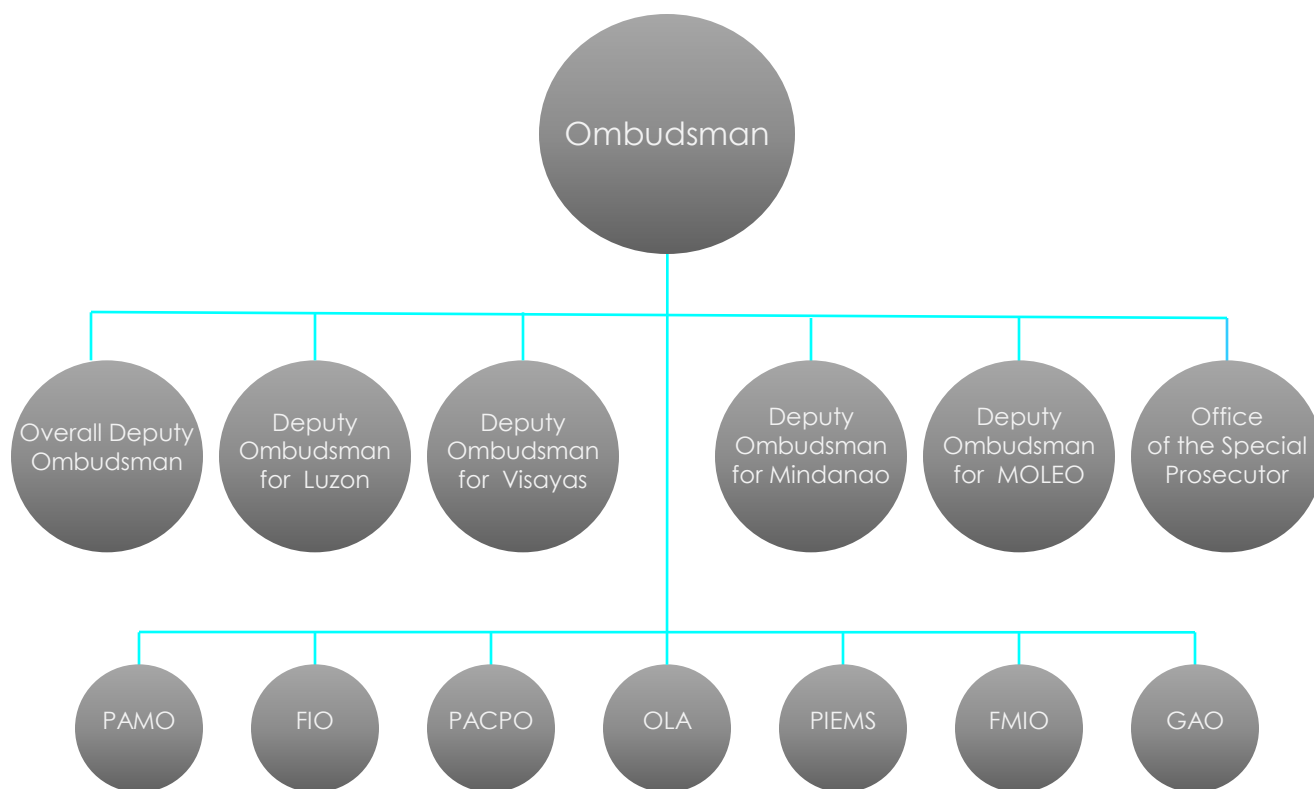 Ombudsman
Overall Deputy
Ombudsman
Deputy
Ombudsman
for Luzon
Deputy
Ombudsman
for Visayas
Deputy
Ombudsman
for Mindanao
Deputy
Ombudsman
for MOLEO
Office
of the Special
Prosecutor
PAMO
FIO
PACPO
OLA
PIEMS
FMIO
GAO